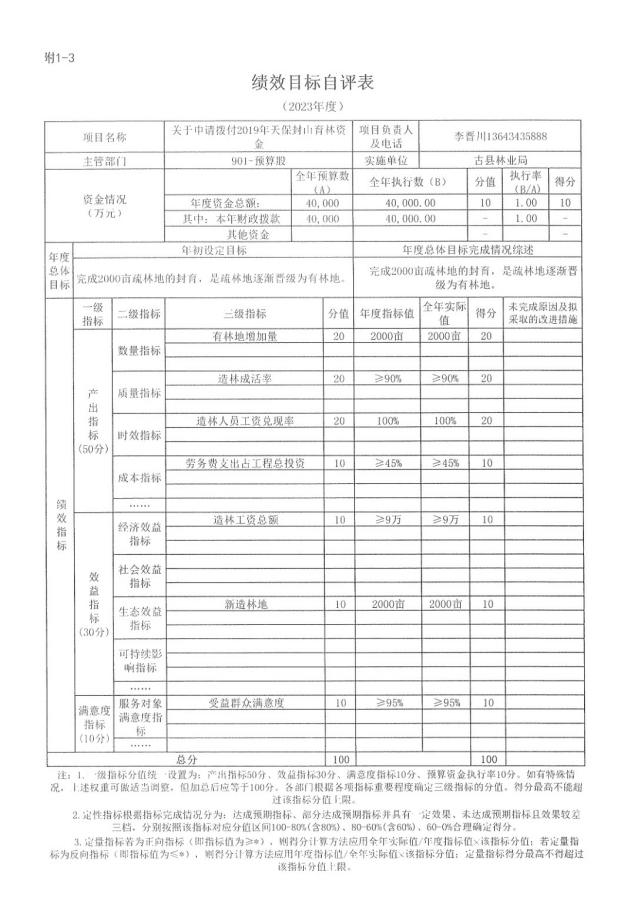 附1-3
绩效目标自评表
（2023年度）
项目名称 关于申请拨付2019年天保封山育林资金 项目负责人及电话 李晋川13643435888
主管部门 901-预算股 实施单位 古县林业局
资金情况（万元） 全年预算数（A） 全年执行数（B） 分值 执行率（B/A) 得分
年度资金总额： 40,000 40,000.00 10 1.00 10
其中：本年财政拨款 40,000 40,000.00 - 1.00 -
其他资金 - -
年度总体目标 年初设定目标 年度总体目标完成情况综述
完成2000亩疏林地的封育，是疏林地逐渐晋级为有林地。 完成2000亩疏林地的封育，是疏林地逐渐晋级为有林地。
绩效指标 一级指标 二级指标 三级指标 分值 年度指标值 全年实际值 得分 未完成原因及拟采取的改进措施
产出指标(50分) 数量指标 有林地增加量 20 2000亩 2000亩 20
质量指标 造林成活率 20 ≥90% ≥90% 20
时效指标 造林人员工资兑现率 20 100% 100% 20
成本指标 劳务费支出占工程总投资 10 ≥45% ≥45% 10
……
效益指标(30分) 经济效益指标 造林工资总额 10 ≥9万 ≥9万 10
社会效益指标
生态效益指标 新造林地 10 2000亩 2000亩 10
可持续影响指标
……
满意度指标(10分) 服务对象满意度指标 受益群众满意度 10 ≥95% ≥95% 10
……
总分 100 100
注：1.一级指标分值统一设置为：产出指标50分、效益指标30分、满意度指标10分、预算资金执行率10分。如有特殊情
况，上述权重可做适当调整，但加总后应等于100分。各部门根据各项指标重要程度确定三级指标的分值。得分最高不能超
过该指标分值上限。
2.定性指标根据指标完成情况分为：达成预期指标、部分达成预期指标并具有一定效果、未达成预期指标且效果较差
三档，分别按照该指标对应分值区间100-80%(含80%)、80-60%(含60%)、60-0%合理确定得分。
3.定量指标若为正向指标（即指标值为≥*），则得分计算方法应用全年实际值/年度指标值×该指标分值；若定量指
标为反向指标（即指标值为≤*），则得分计算方法应用年度指标值/全年实际值×该指标分值；定量指标得分最高不得超过
该指标分值上限。